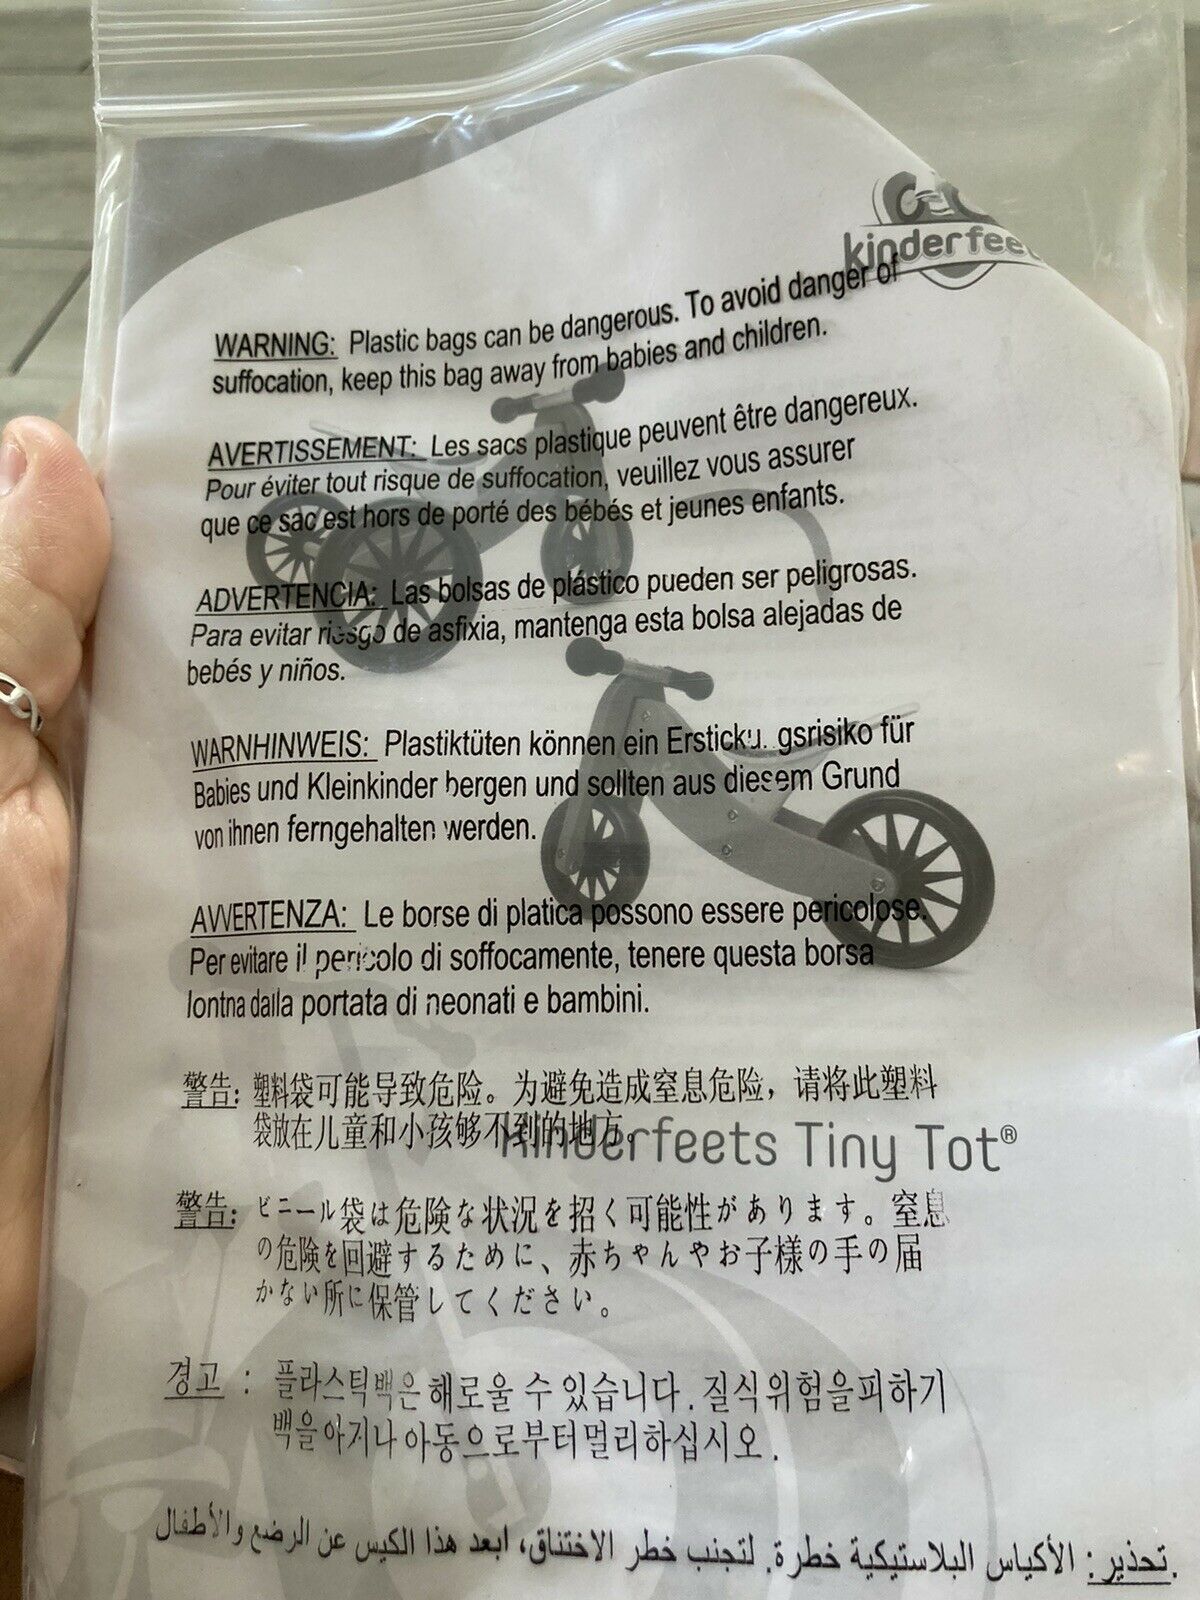 kinderfee
WARNING: Plastic bags can be dangerous. To avoid danger of
suffocation, keep this bag away from babies and children.
AVERTISSEMENT: Les sacs plastique peuvent être dangereux.
Pour éviter tout risque de suffocation, veuillez vous assurer
que ce sac est hors de porté des bébés et jeunes enfants.
ADVERTENCIA: Las bolsas de plástico pueden ser peligrosas.
Para evitar riesgo de asfixia, mantenga esta bolsa alejadas de
bebés y niños.
WARNHINWEIS: Plastiktüten können ein Erstickungsrisiko für
Babies und Kleinkinder bergen und sollten aus diesem Grund
von ihnen ferngehalten werden.
AVVERTENZA: Le borse di platica possono essere pericolose.
Per evitare il pericolo di soffocamente, tenere questa borsa
lontna dalla portata di neonati e bambini.
警告: 塑料袋可能导致危险。为避免造成窒息危险，请将此塑料
袋放在儿童和小孩够不到的地方。
Kinderfeets Tiny Tot®
警告: ビニール袋は危険な状況を招く可能性があります。窒息
の危険を回避するために、赤ちゃんやお子様の手の届
かない所に保管してください。
경고 : 플라스틱백은해로울 수 있습니다. 질식위험을피하기
백을아기나아동으로부터멀리하십시오.
تحذير: الأكياس البلاستيكية خطرة. لتجنب خطر الاختناق، ابعد هذا الكيس عن الرضع والأطفال.